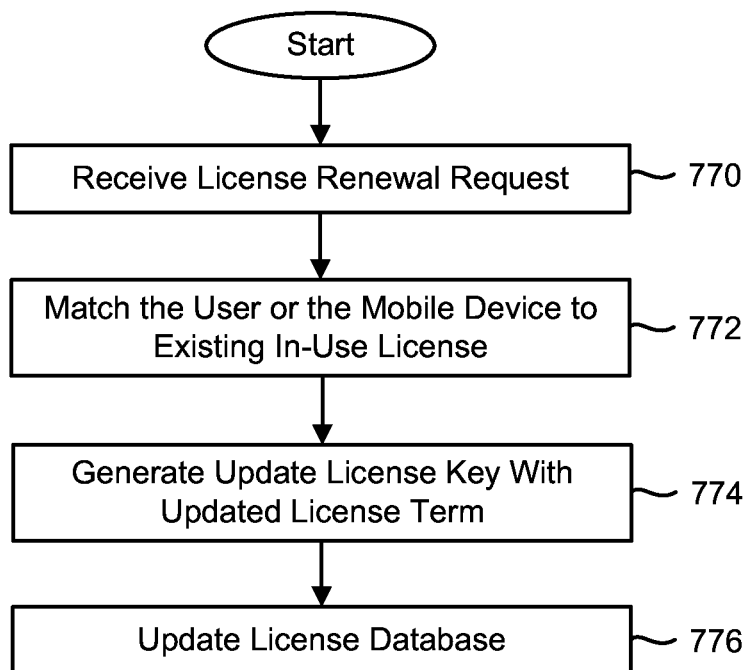 Start
Receive License Renewal Request
770
Match the User or the Mobile Device to
Existing In-Use License
772
Generate Update License Key With
Updated License Term
774
Update License Database
776